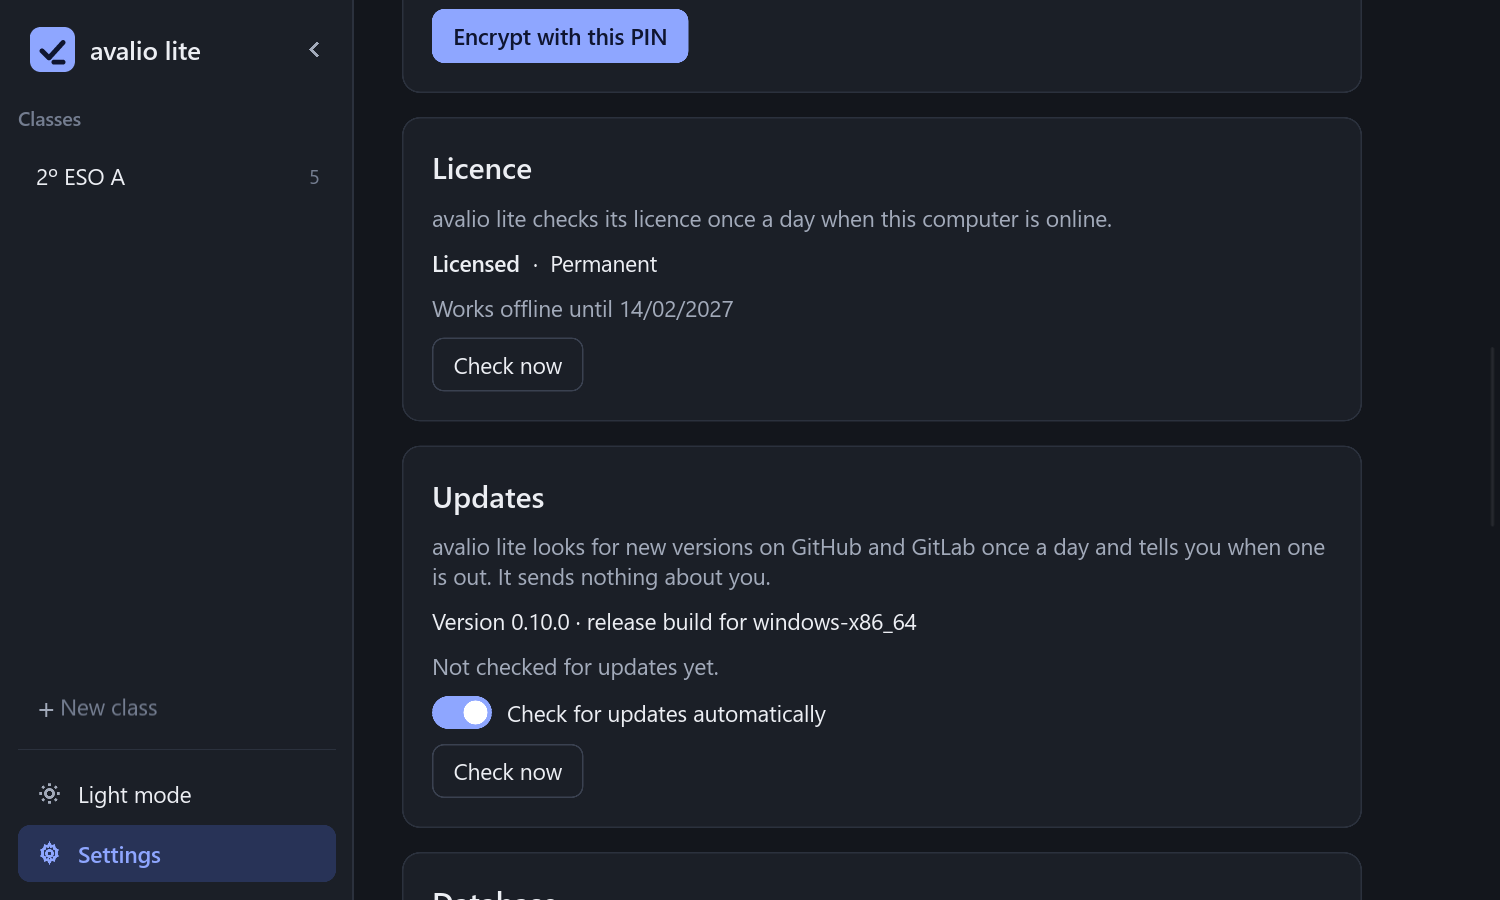 avalio lite
Classes
2º ESO A
5
New class
Light mode
Settings
Encrypt with this PIN
Licence
avalio lite checks its licence once a day when this computer is online.
Licensed · Permanent
Works offline until 14/02/2027
Check now
Updates
avalio lite looks for new versions on GitHub and GitLab once a day and tells you when one
is out. It sends nothing about you.
Version 0.10.0 · release build for windows-x86_64
Not checked for updates yet.
Check for updates automatically
Check now